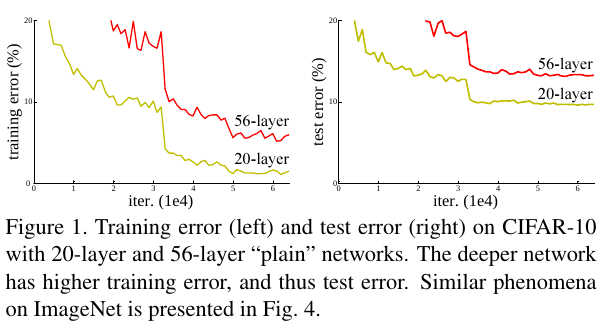 20
10
0
training error (%)
56-layer
20-layer
0 1 2 3 4 5 6
iter. (1e4)
20
10
0
test error (%)
56-layer
20-layer
0 1 2 3 4 5 6
iter. (1e4)
Figure 1. Training error (left) and test error (right) on CIFAR-10
with 20-layer and 56-layer “plain” networks. The deeper network
has higher training error, and thus test error. Similar phenomena
on ImageNet is presented in Fig. 4.